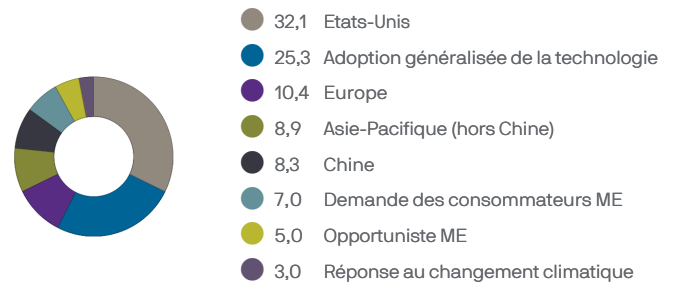 32,1 Etats-Unis
25,3 Adoption généralisée de la technologie
10,4 Europe
8,9 Asie-Pacifique (hors Chine)
8,3 Chine
7,0 Demande des consommateurs ME
5,0 Opportuniste ME
3,0 Réponse au changement climatique